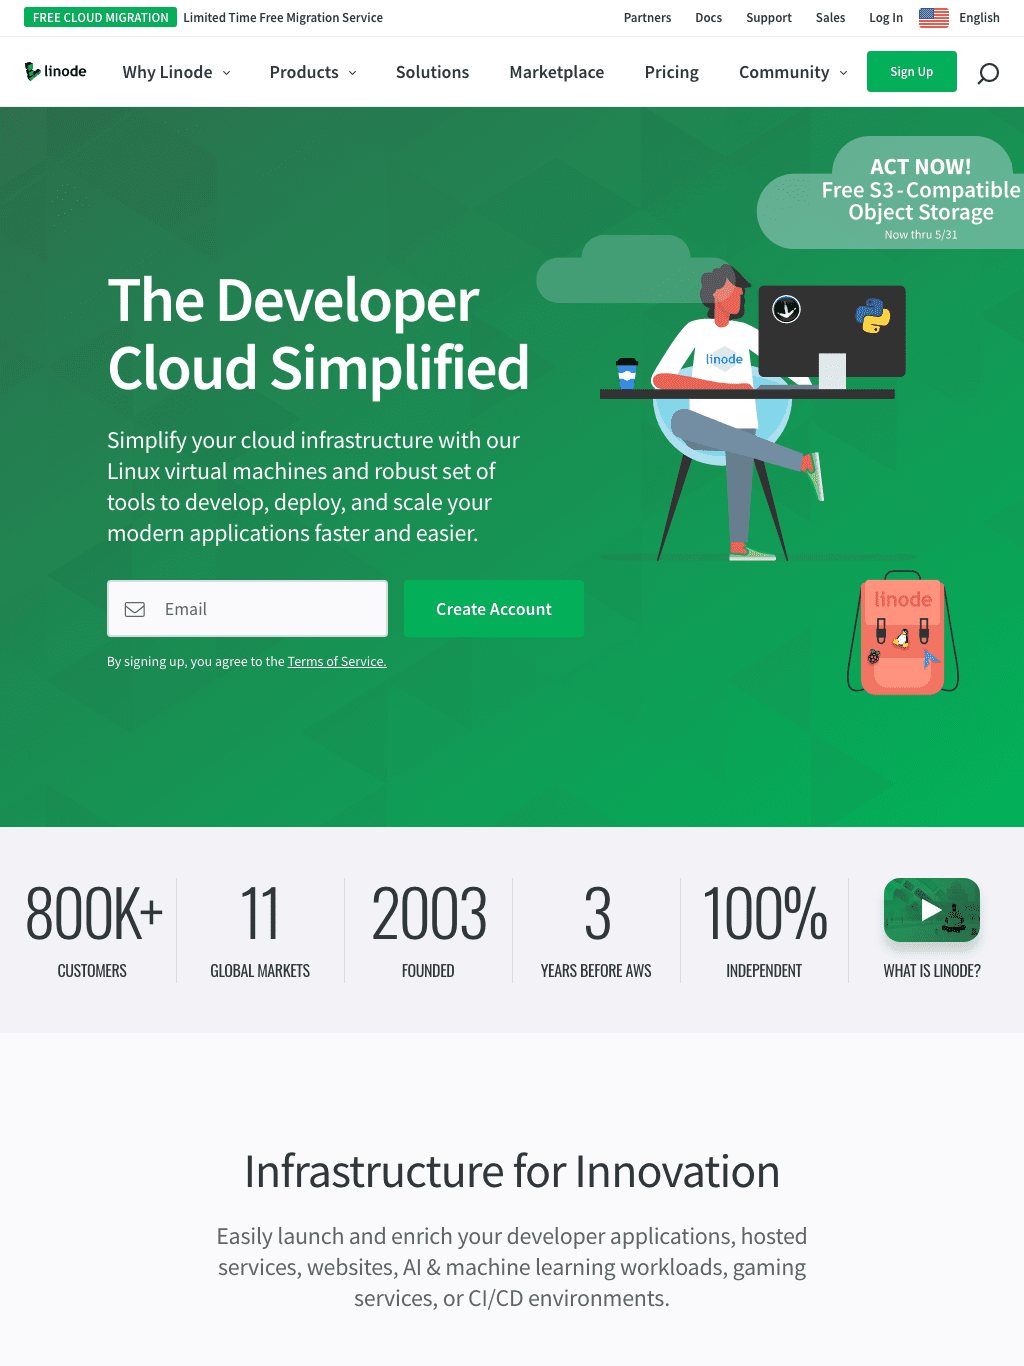 FREE CLOUD MIGRATION Limited Time Free Migration Service Partners Docs Support Sales Log In English
linode Why Linode Products Solutions Marketplace Pricing Community Sign Up
ACT NOW!
Free S3-Compatible
Object Storage
Now thru 5/31
The Developer
Cloud Simplified
linode
Simplify your cloud infrastructure with our
Linux virtual machines and robust set of
tools to develop, deploy, and scale your
modern applications faster and easier.
Email Create Account
linode
By signing up, you agree to the Terms of Service.
800K+ 11 2003 3 100%
CUSTOMERS GLOBAL MARKETS FOUNDED YEARS BEFORE AWS INDEPENDENT WHAT IS LINODE?
Infrastructure for Innovation
Easily launch and enrich your developer applications, hosted
services, websites, AI & machine learning workloads, gaming
services, or CI/CD environments.